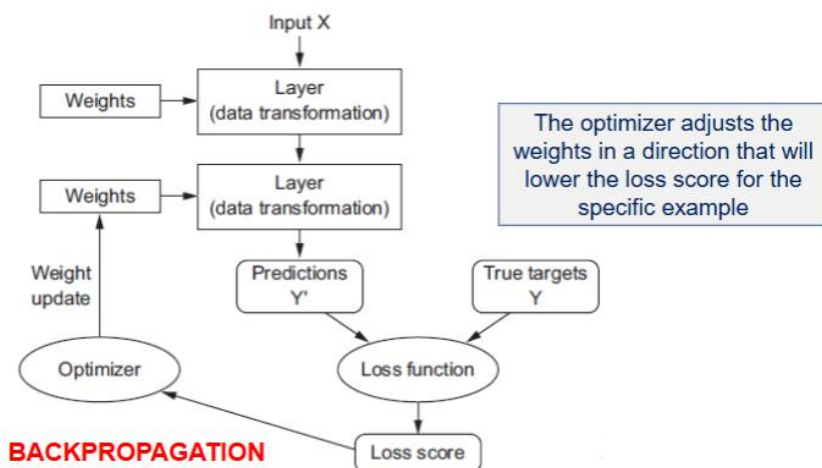 Input X
Weights
Layer
(data transformation)
The optimizer adjusts the
weights in a direction that will
lower the loss score for the
specific example
Weights
Layer
(data transformation)
Weight
update
Predictions
Y'
True targets
Y
Optimizer
Loss function
BACKPROPAGATION
Loss score